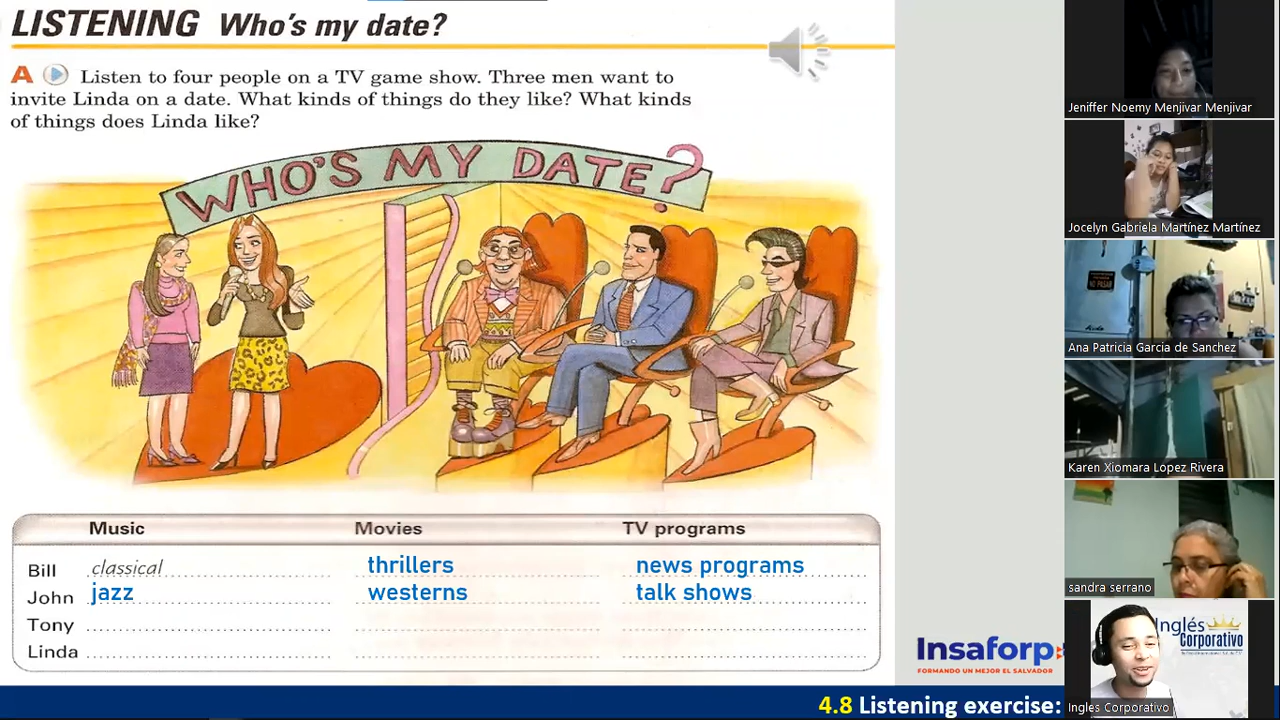 LISTENING Who's my date?
A Listen to four people on a TV game show. Three men want to
invite Linda on a date. What kinds of things do they like? What kinds
of things does Linda like?
WHO'S MY DATE?
Music Movies TV programs
Bill classical thrillers news programs
John jazz westerns talk shows
Tony
Linda
Insaforp
FORMANDO UN MEJOR EL SALVADOR
4.8 Listening exercise:
Jeniffer Noemy Menjivar Menjivar
Jocelyn Gabriela Martínez Martínez
NO PASAR
Ana Patricia Garcia de Sanchez
Karen Xiomara Lopez Rivera
sandra serrano
Inglés
Corporativo
Ingles Corporativo